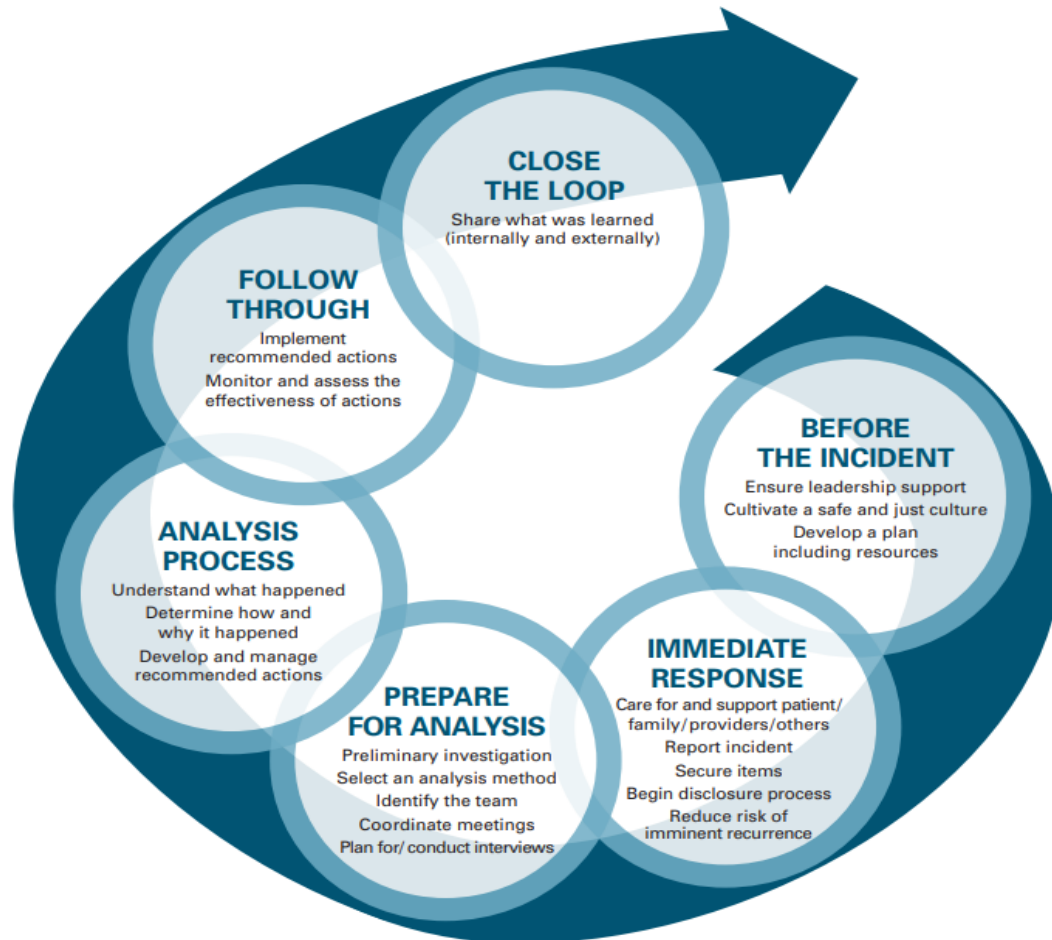 CLOSE
THE LOOP
Share what was learned
(internally and externally)
FOLLOW
THROUGH
Implement
recommended actions
Monitor and assess the
effectiveness of actions
BEFORE
THE INCIDENT
Ensure leadership support
Cultivate a safe and just culture
Develop a plan
including resources
ANALYSIS
PROCESS
Understand what happened
Determine how and
why it happened
Develop and manage
recommended actions
IMMEDIATE
RESPONSE
Care for and support patient/
family/providers/others
Report incident
Secure items
Begin disclosure process
Reduce risk of
imminent recurrence
PREPARE
FOR ANALYSIS
Preliminary investigation
Select an analysis method
Identify the team
Coordinate meetings
Plan for/ conduct interviews